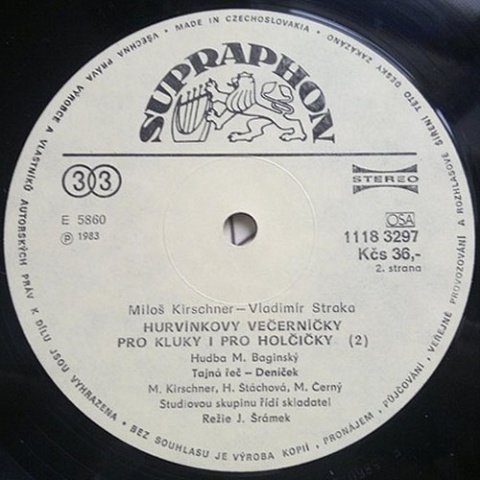 MADE IN CZECHOSLOVAKIA • VŠECHNA PRÁVA VÝROBCE A VLASTNÍKŮ AUTORSKÝCH PRÁV K DÍLU JSOU VYHRAZENA • BEZ SOUHLASU JE VÝROBA KOPIÍ, PRONÁJEM, PŮJČOVÁNÍ, VEŘEJNÉ PROVOZOVÁNÍ A ROZHLASOVÉ ŠÍŘENÍ TÉTO DESKY ZAKÁZÁNO •
SUPRAPHON
33
STEREO
E 5860
Ⓟ 1983
OSA
1118 3297
Kčs 36,-
2. strana
Miloš Kirschner – Vladimír Straka
HURVÍNKOVY VEČERNÍČKY
PRO KLUKY I PRO HOLČIČKY (2)
Hudba M. Baginský
Tajná řeč – Deníček
M. Kirschner, H. Štáchová, M. Černý
Studiovou skupinu řídí skladatel
Režie J. Šrámek